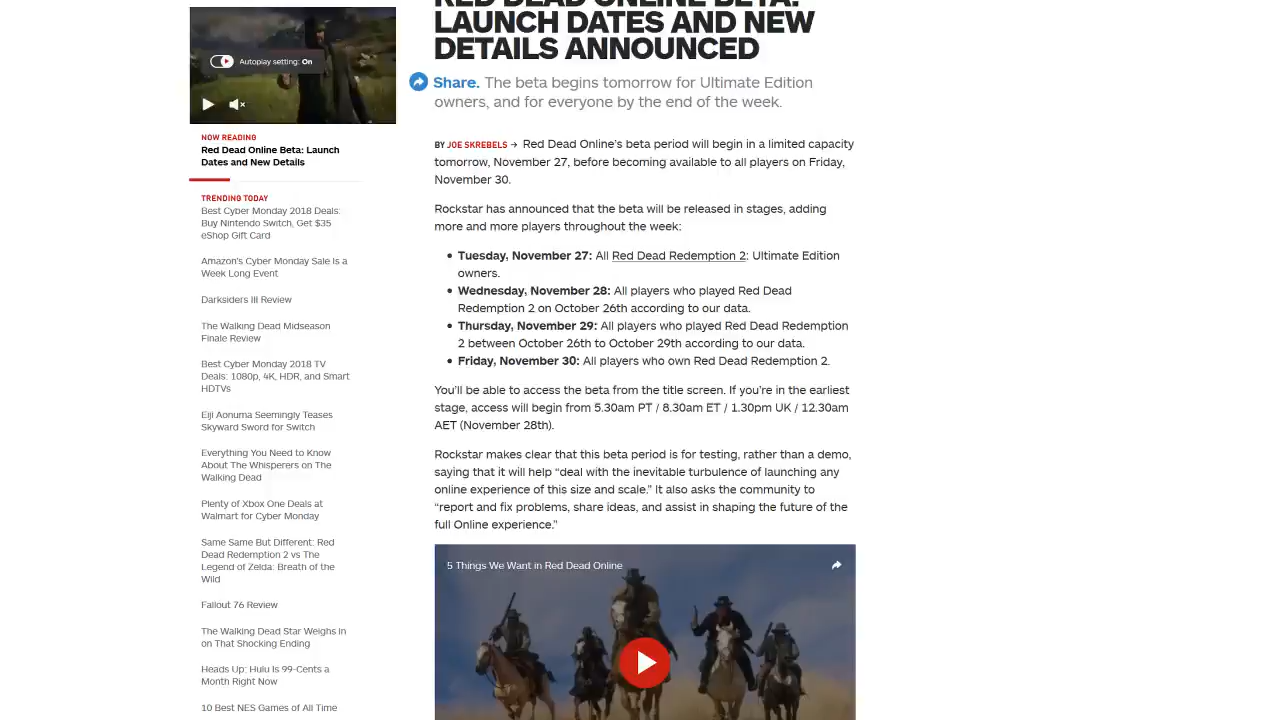 Autoplay setting: On
NOW READING
Red Dead Online Beta: Launch
Dates and New Details
TRENDING TODAY
Best Cyber Monday 2018 Deals:
Buy Nintendo Switch, Get $35
eShop Gift Card
Amazon's Cyber Monday Sale Is a
Week Long Event
Darksiders III Review
The Walking Dead Midseason
Finale Review
Best Cyber Monday 2018 TV
Deals: 1080p, 4K, HDR, and Smart
HDTVs
Eiji Aonuma Seemingly Teases
Skyward Sword for Switch
Everything You Need to Know
About The Whisperers on The
Walking Dead
Plenty of Xbox One Deals at
Walmart for Cyber Monday
Same Same But Different: Red
Dead Redemption 2 vs The
Legend of Zelda: Breath of the
Wild
Fallout 76 Review
The Walking Dead Star Weighs in
on That Shocking Ending
Heads Up: Hulu Is 99-Cents a
Month Right Now
10 Best NES Games of All Time
RED DEAD ONLINE BETA:
LAUNCH DATES AND NEW
DETAILS ANNOUNCED
Share. The beta begins tomorrow for Ultimate Edition
owners, and for everyone by the end of the week.
BY JOE SKREBELS → Red Dead Online's beta period will begin in a limited capacity
tomorrow, November 27, before becoming available to all players on Friday,
November 30.
Rockstar has announced that the beta will be released in stages, adding
more and more players throughout the week:
• Tuesday, November 27: All Red Dead Redemption 2: Ultimate Edition
owners.
• Wednesday, November 28: All players who played Red Dead
Redemption 2 on October 26th according to our data.
• Thursday, November 29: All players who played Red Dead Redemption
2 between October 26th to October 29th according to our data.
• Friday, November 30: All players who own Red Dead Redemption 2.
You'll be able to access the beta from the title screen. If you're in the earliest
stage, access will begin from 5.30am PT / 8.30am ET / 1.30pm UK / 12.30am
AET (November 28th).
Rockstar makes clear that this beta period is for testing, rather than a demo,
saying that it will help “deal with the inevitable turbulence of launching any
online experience of this size and scale.” It also asks the community to
“report and fix problems, share ideas, and assist in shaping the future of the
full Online experience.”
5 Things We Want in Red Dead Online